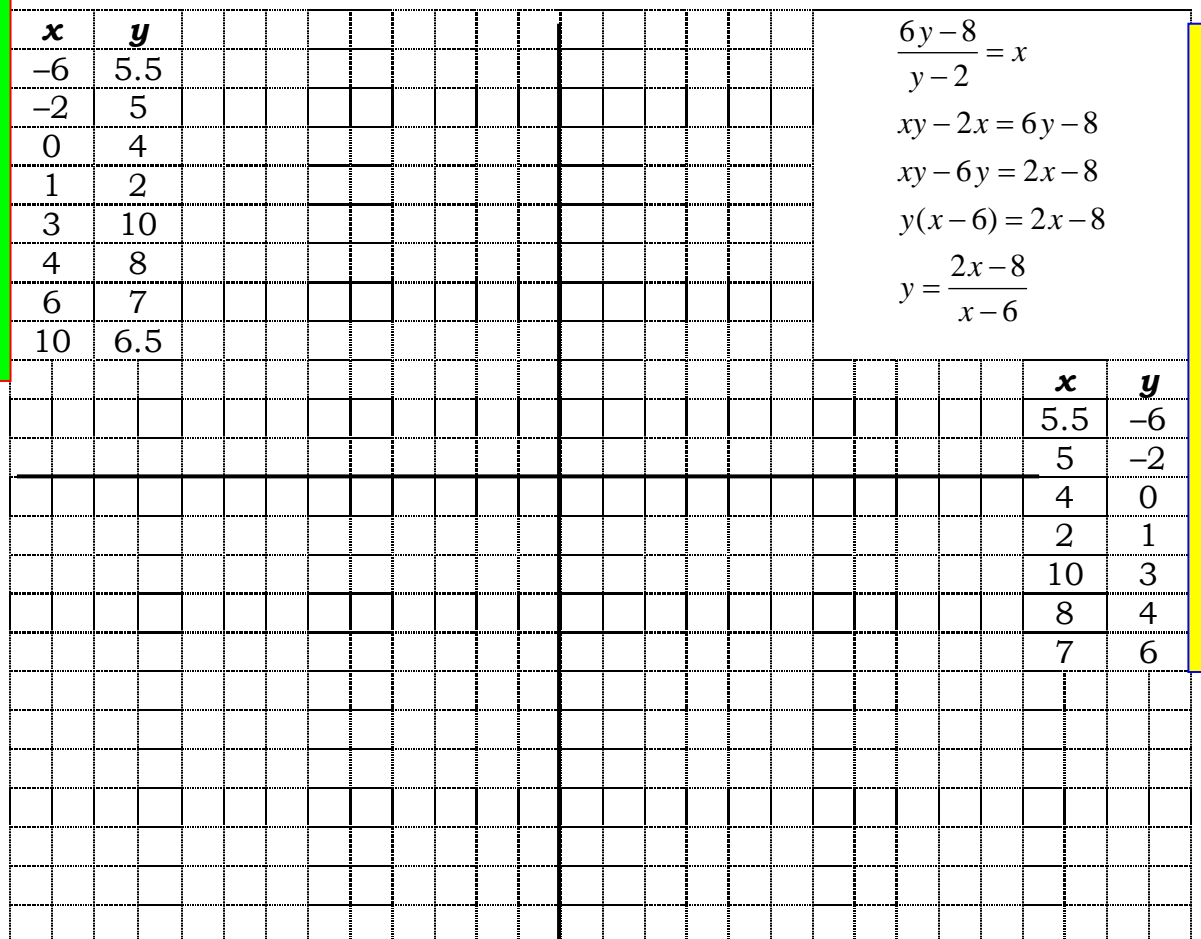 x y
–6 5.5
–2 5
0 4
1 2
3 10
4 8
6 7
10 6.5
(6y – 8)/(y – 2) = x
xy – 2x = 6y – 8
xy – 6y = 2x – 8
y(x – 6) = 2x – 8
y = (2x – 8)/(x – 6)
x y
5.5 –6
5 –2
4 0
2 1
10 3
8 4
7 6